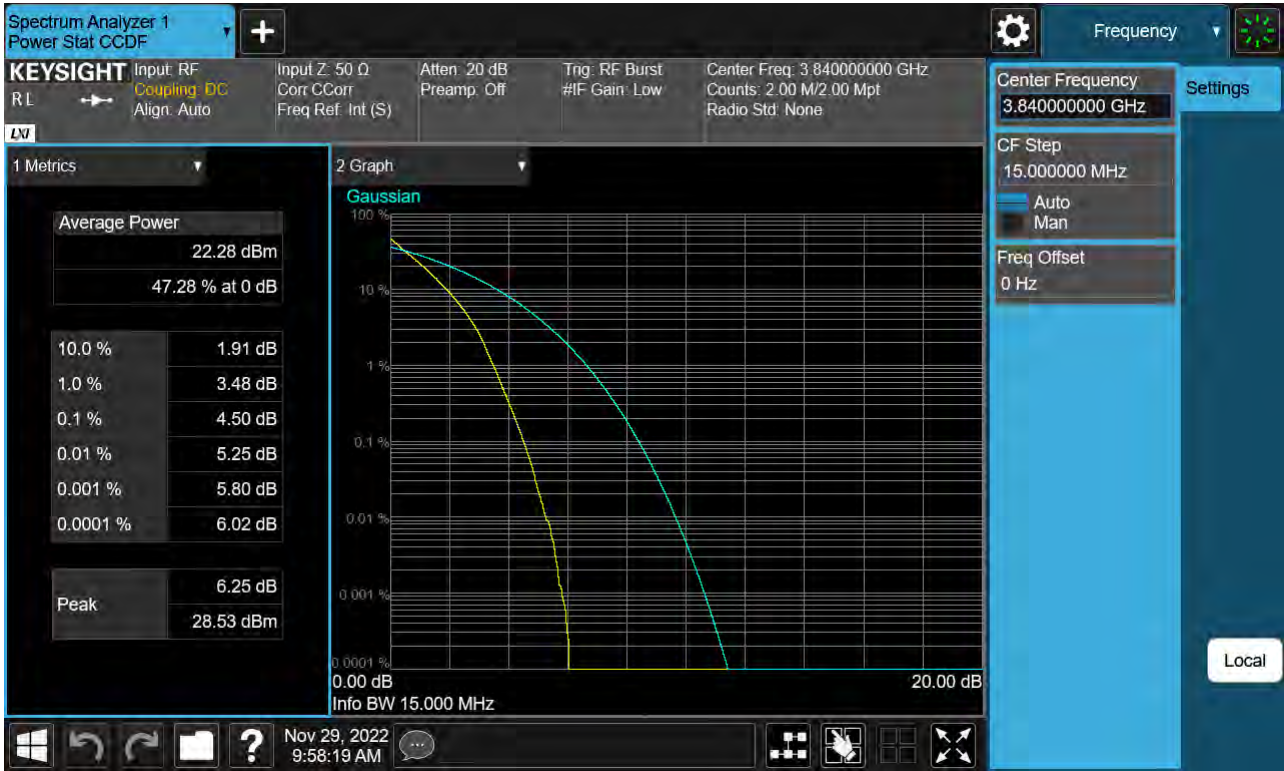 Spectrum Analyzer 1
Power Stat CCDF
Frequency
KEYSIGHT
R L
LXI
Input: RF
Coupling: DC
Align: Auto
Input Z: 50 Ω
Corr CCorr
Freq Ref: Int (S)
Atten: 20 dB
Preamp: Off
Trig: RF Burst
#IF Gain: Low
Center Freq: 3.840000000 GHz
Counts: 2.00 M/2.00 Mpt
Radio Std: None
Center Frequency
3.840000000 GHz
Settings
CF Step
15.000000 MHz
Auto
Man
Freq Offset
0 Hz
1 Metrics
Average Power
22.28 dBm
47.28 % at 0 dB
10.0 % 1.91 dB
1.0 % 3.48 dB
0.1 % 4.50 dB
0.01 % 5.25 dB
0.001 % 5.80 dB
0.0001 % 6.02 dB
Peak
6.25 dB
28.53 dBm
2 Graph
Gaussian
100 %
10 %
1 %
0.1 %
0.01 %
0.001 %
0.0001 %
0.00 dB 20.00 dB
Info BW 15.000 MHz
Local
?
Nov 29, 2022
9:58:19 AM